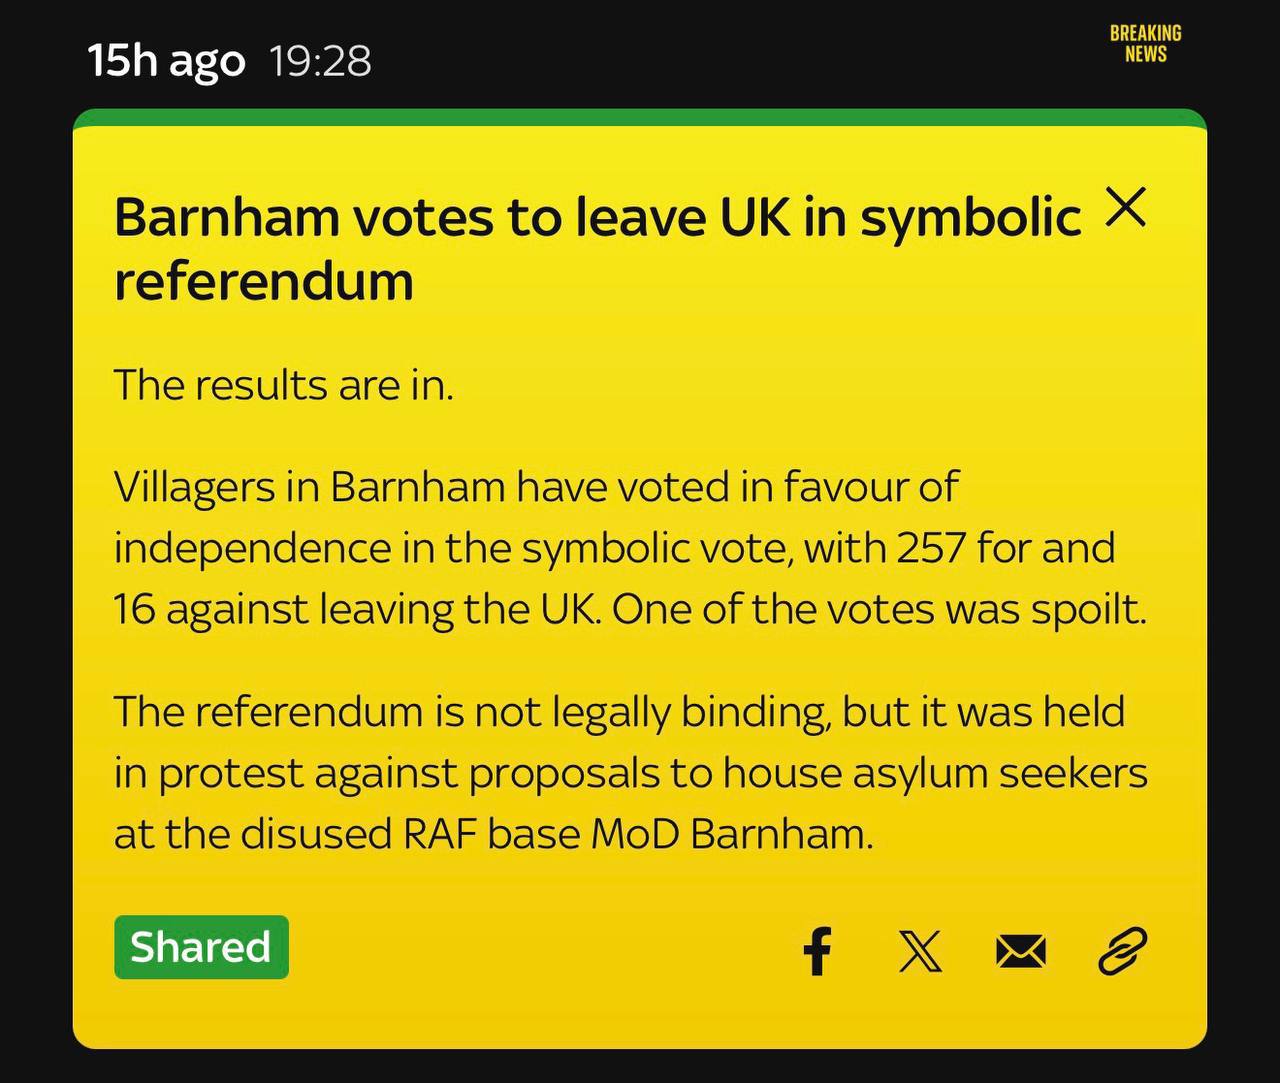 15h ago 19:28
BREAKING
NEWS
Barnham votes to leave UK in symbolic
referendum
The results are in.
Villagers in Barnham have voted in favour of
independence in the symbolic vote, with 257 for and
16 against leaving the UK. One of the votes was spoilt.
The referendum is not legally binding, but it was held
in protest against proposals to house asylum seekers
at the disused RAF base MoD Barnham.
Shared